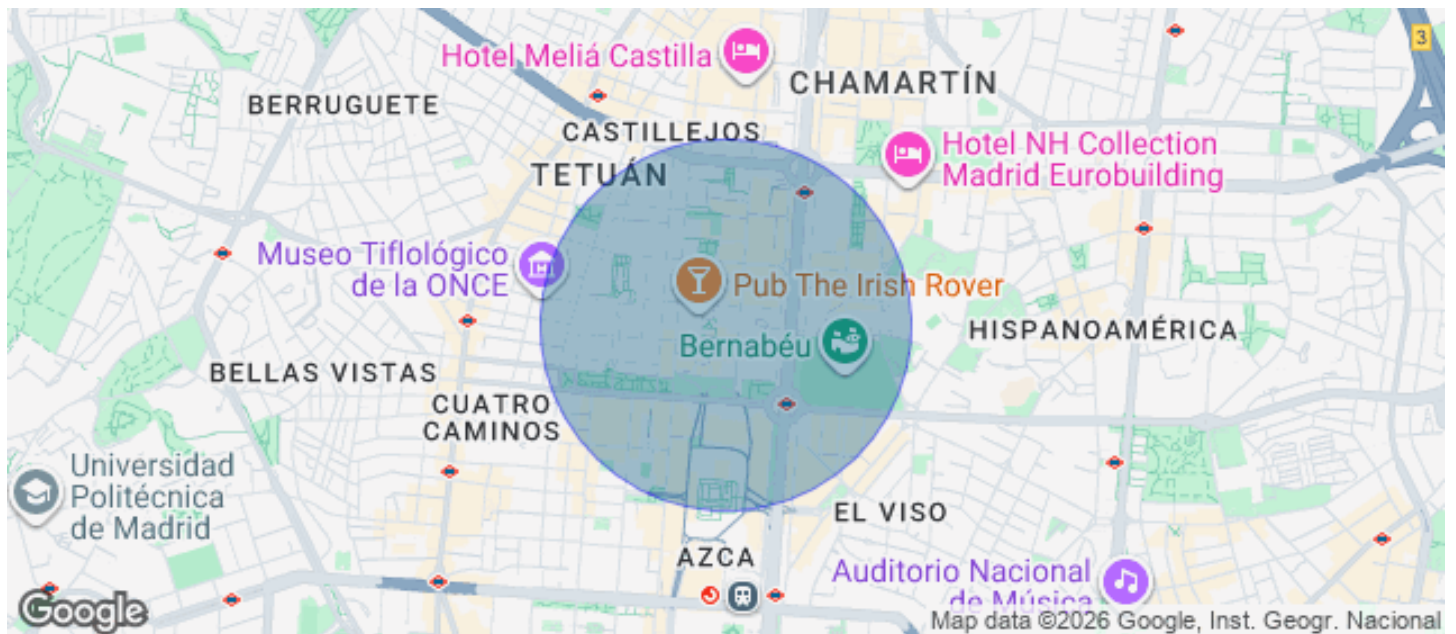 3
Hotel Meliá Castilla
CHAMARTÍN
BERRUGUETE
CASTILLEJOS
Hotel NH Collection
Madrid Eurobuilding
TETUÁN
Museo Tiflológico
de la ONCE
Pub The Irish Rover
Bernabéu
HISPANOAMÉRICA
BELLAS VISTAS
CUATRO
CAMINOS
Universidad
Politécnica
de Madrid
EL VISO
AZCA
Auditorio Nacional
de Música
Google
Map data ©2026 Google, Inst. Geogr. Nacional